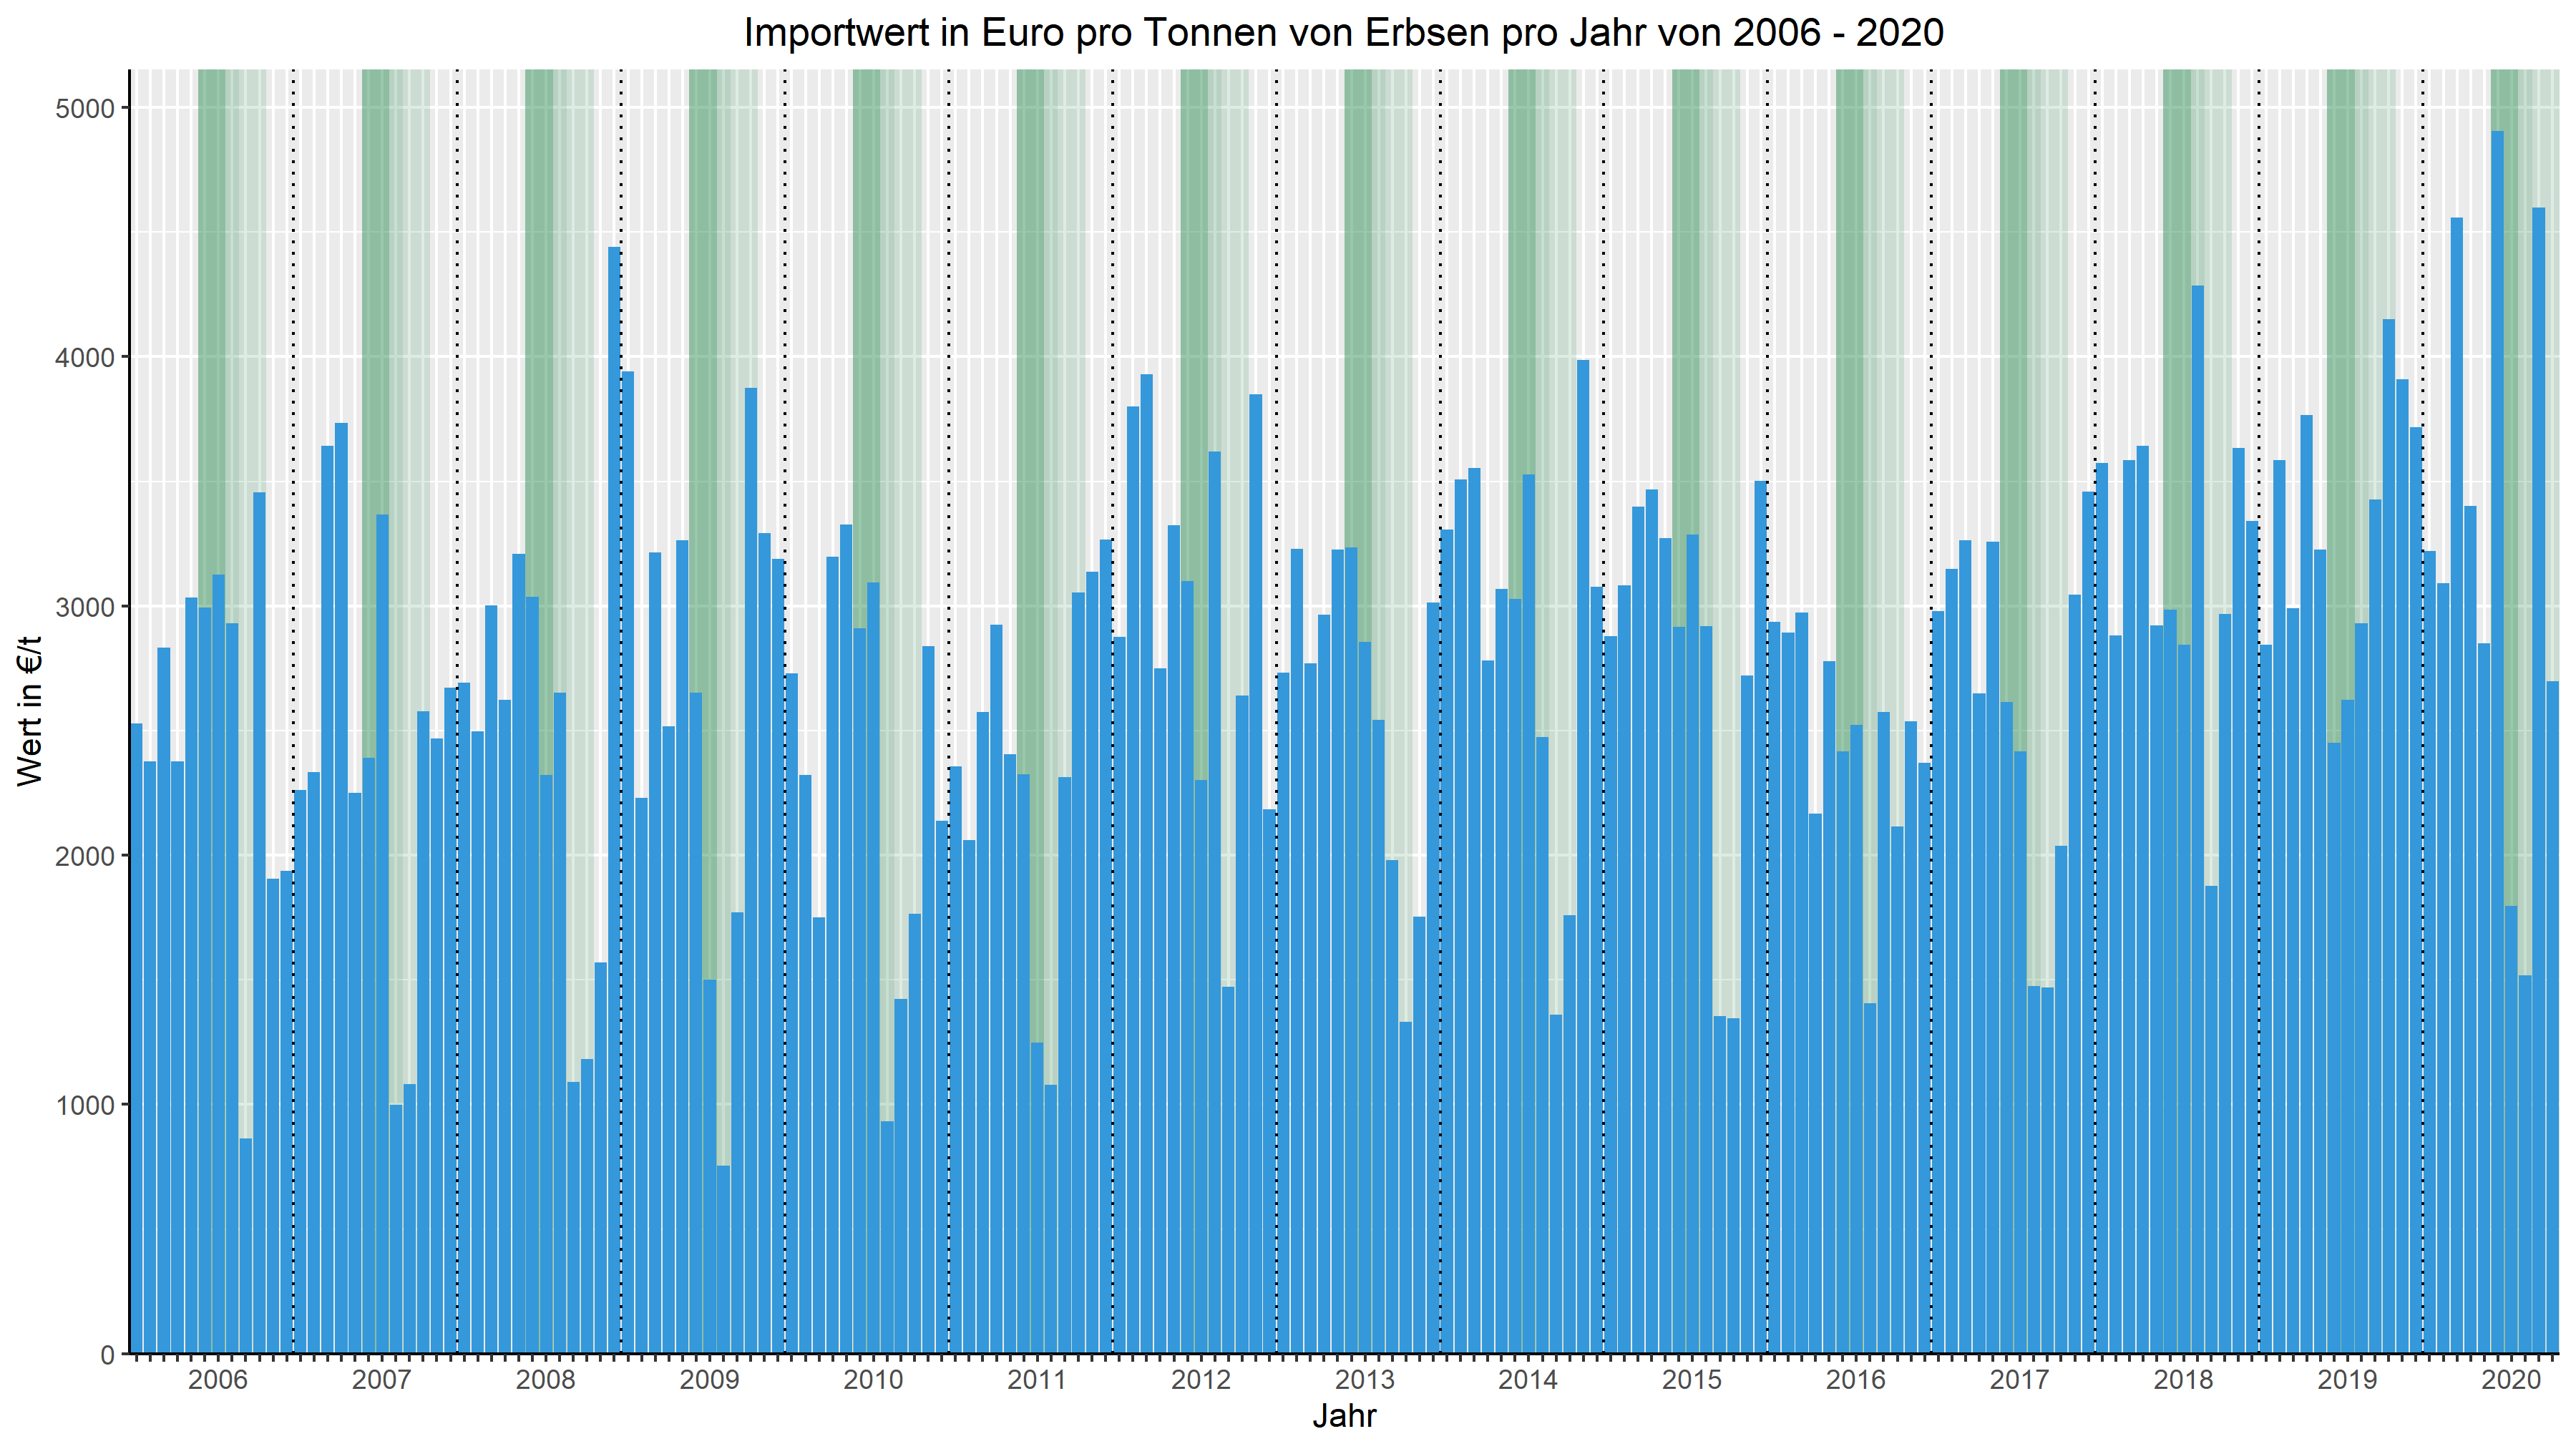 Importwert in Euro pro Tonnen von Erbsen pro Jahr von 2006 - 2020
Wert in €/t
5000
4000
3000
2000
1000
0
2006 2007 2008 2009 2010 2011 2012 2013 2014 2015 2016 2017 2018 2019 2020
Jahr